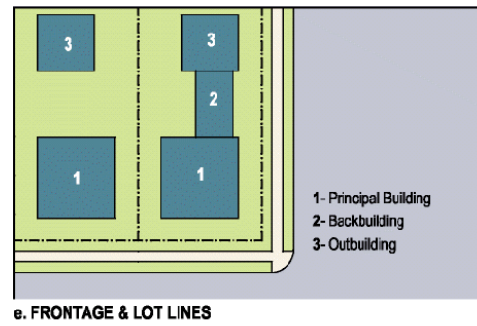 3
3
2
1
1
1- Principal Building
2- Backbuilding
3- Outbuilding
e. FRONTAGE & LOT LINES